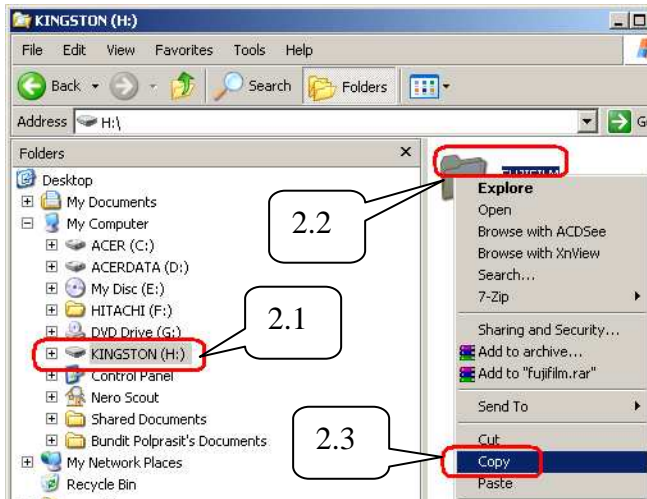 KINGSTON (H:)
File Edit View Favorites Tools Help
Back Search Folders
Address H:\
Folders x
Desktop
My Documents
My Computer
ACER (C:)
ACERDATA (D:)
My Disc (E:)
HITACHI (F:)
DVD Drive (G:)
KINGSTON (H:)
Control Panel
Nero Scout
Shared Documents
Bundit Polprasit's Documents
My Network Places
Recycle Bin
2.1
2.2
2.3
FUJIFILM
Explore
Open
Browse with ACDSee
Browse with XnView
Search...
7-Zip
Sharing and Security...
Add to archive...
Add to "fujifilm.rar"
Send To
Cut
Copy
Paste